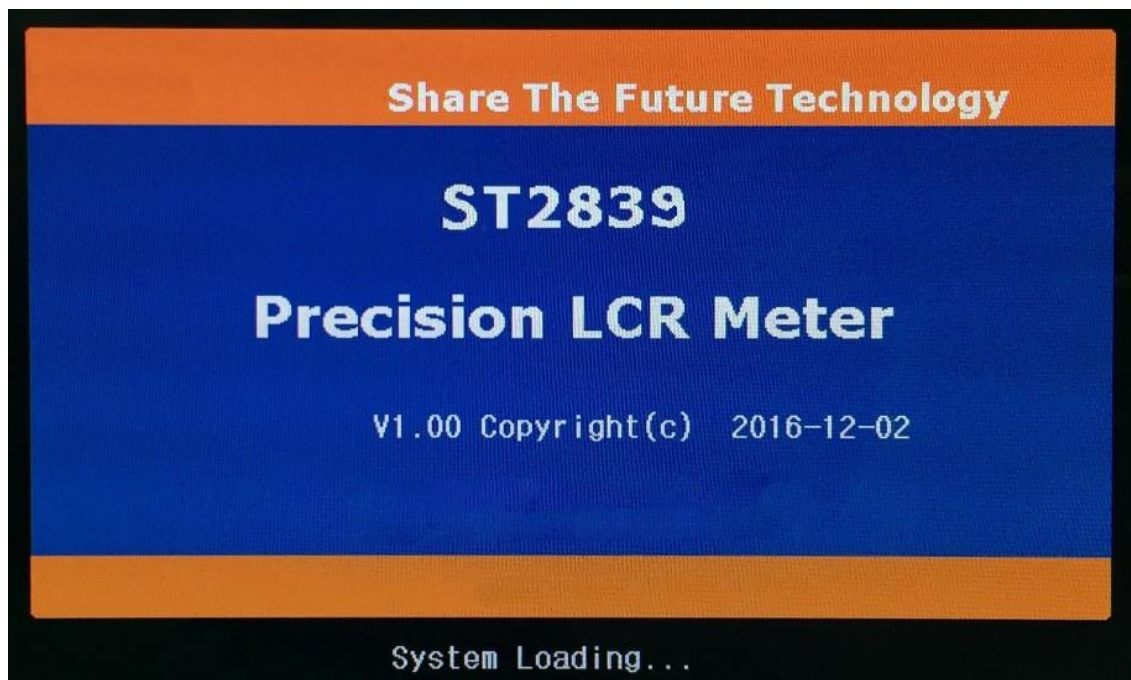 Share The Future Technology
ST2839
Precision LCR Meter
V1.00 Copyright(c) 2016-12-02
System Loading...